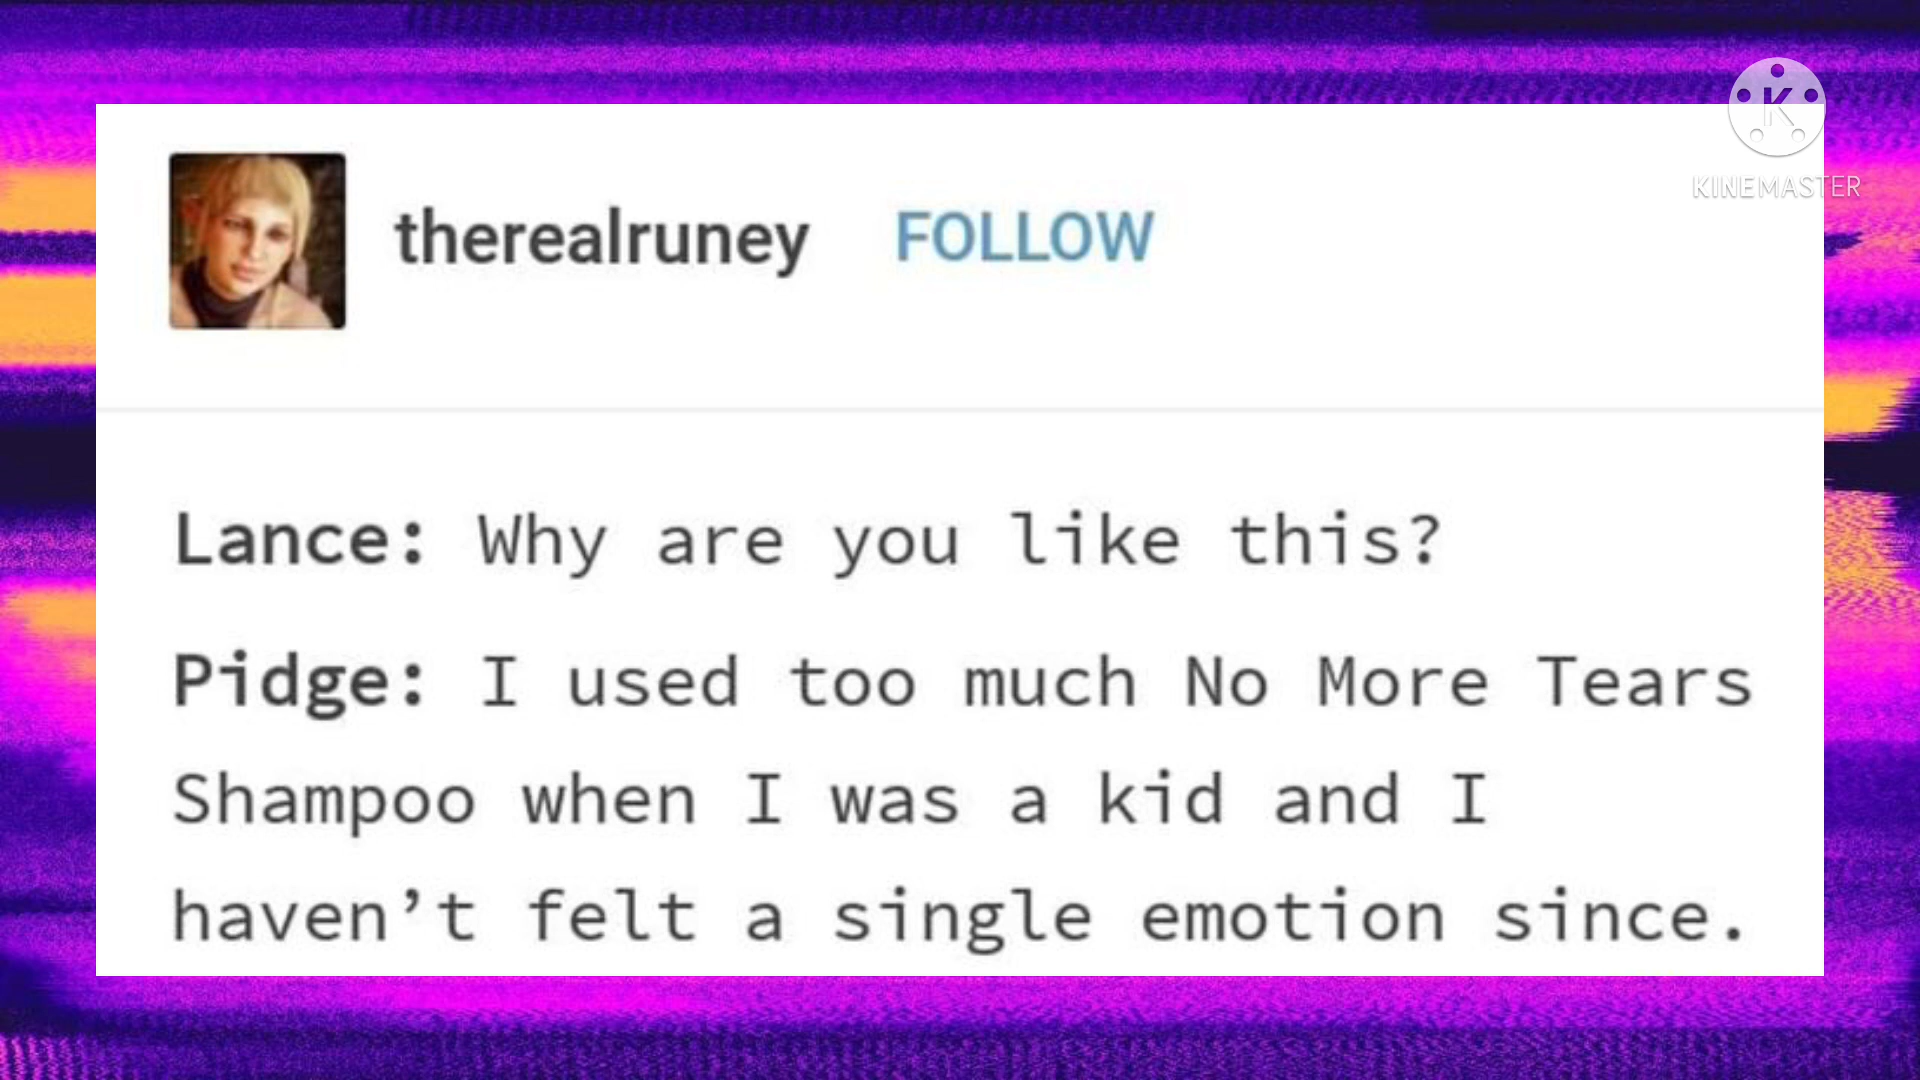 K
KINEMASTER
therealruney FOLLOW
Lance: Why are you like this?
Pidge: I used too much No More Tears
Shampoo when I was a kid and I
haven’t felt a single emotion since.